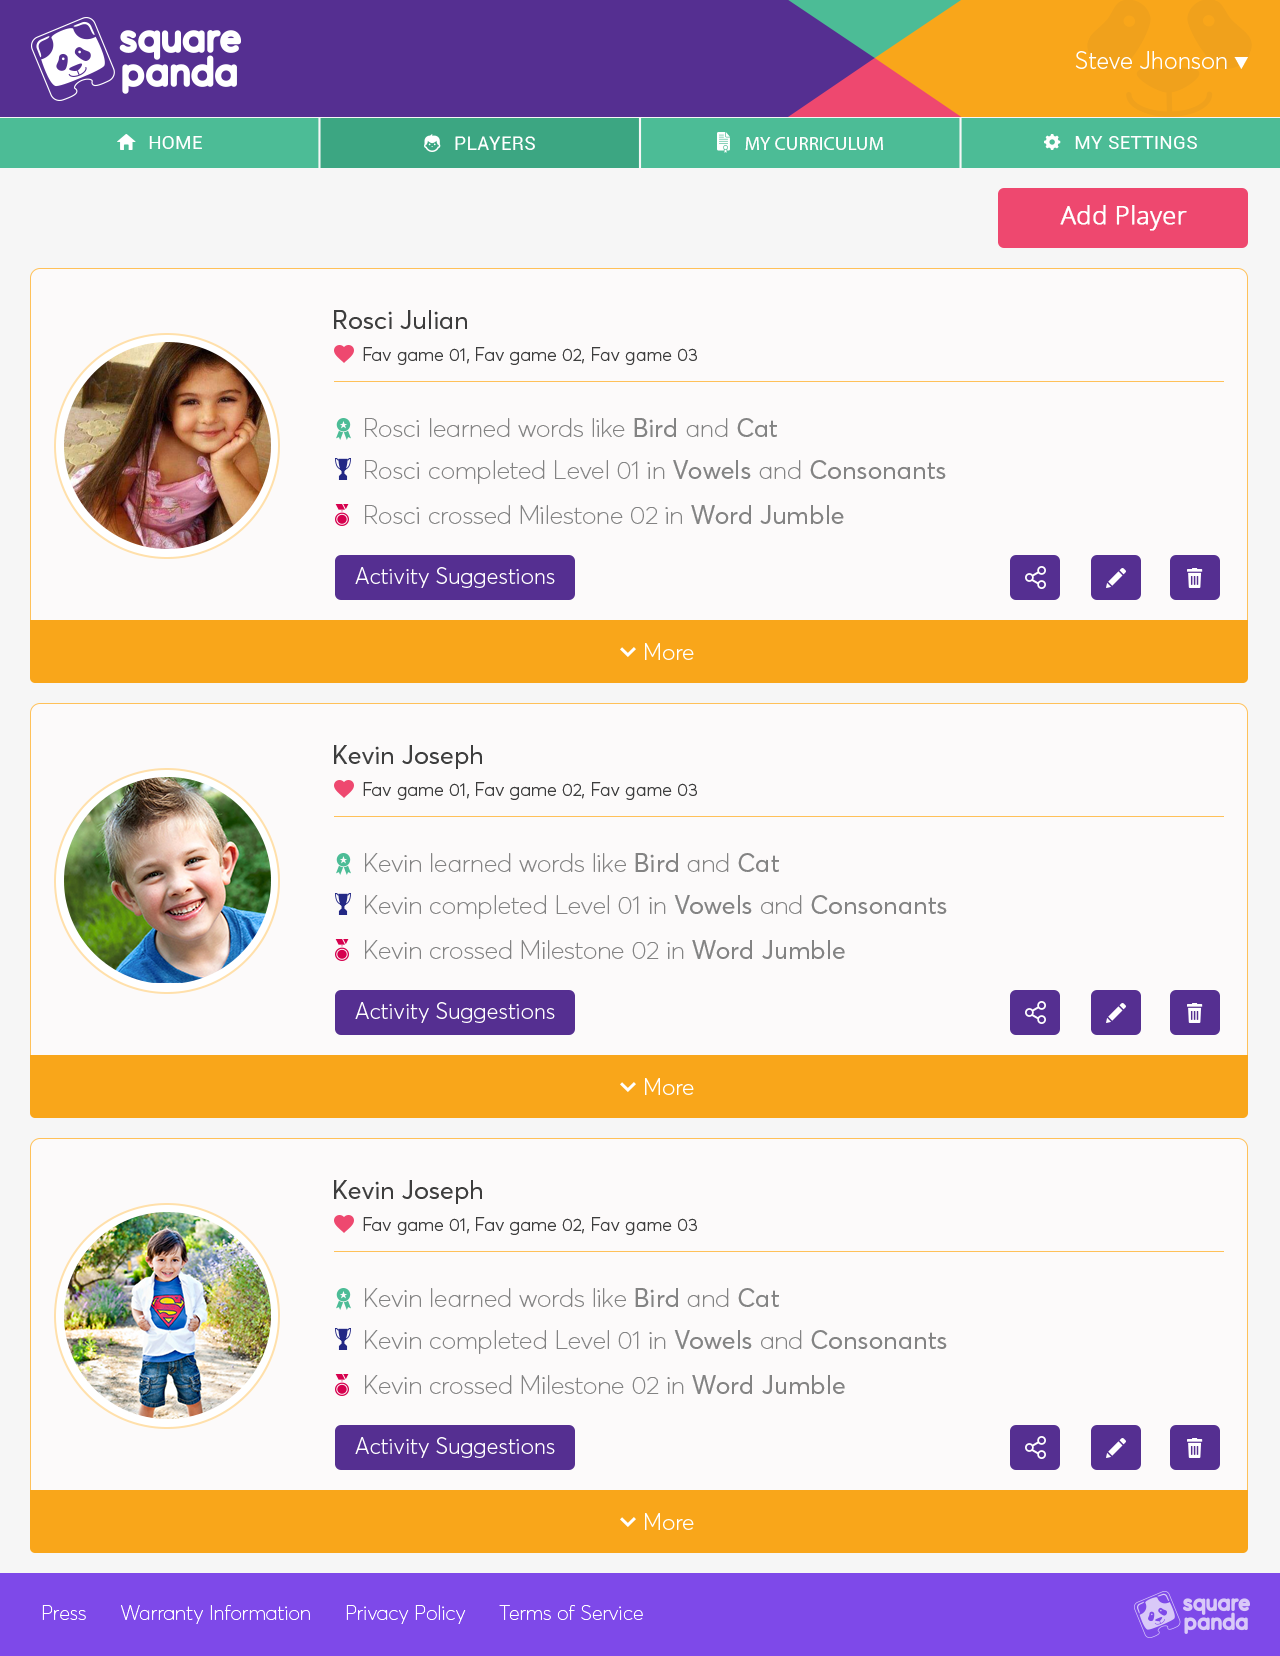 square
panda
Steve Jhonson ▼
HOME
PLAYERS
MY CURRICULUM
MY SETTINGS
Add Player
Rosci Julian
Fav game 01, Fav game 02, Fav game 03
Rosci learned words like Bird and Cat
Rosci completed Level 01 in Vowels and Consonants
Rosci crossed Milestone 02 in Word Jumble
Activity Suggestions
More
Kevin Joseph
Fav game 01, Fav game 02, Fav game 03
Kevin learned words like Bird and Cat
Kevin completed Level 01 in Vowels and Consonants
Kevin crossed Milestone 02 in Word Jumble
Activity Suggestions
More
Kevin Joseph
Fav game 01, Fav game 02, Fav game 03
Kevin learned words like Bird and Cat
Kevin completed Level 01 in Vowels and Consonants
Kevin crossed Milestone 02 in Word Jumble
Activity Suggestions
More
Press
Warranty Information
Privacy Policy
Terms of Service
square
panda